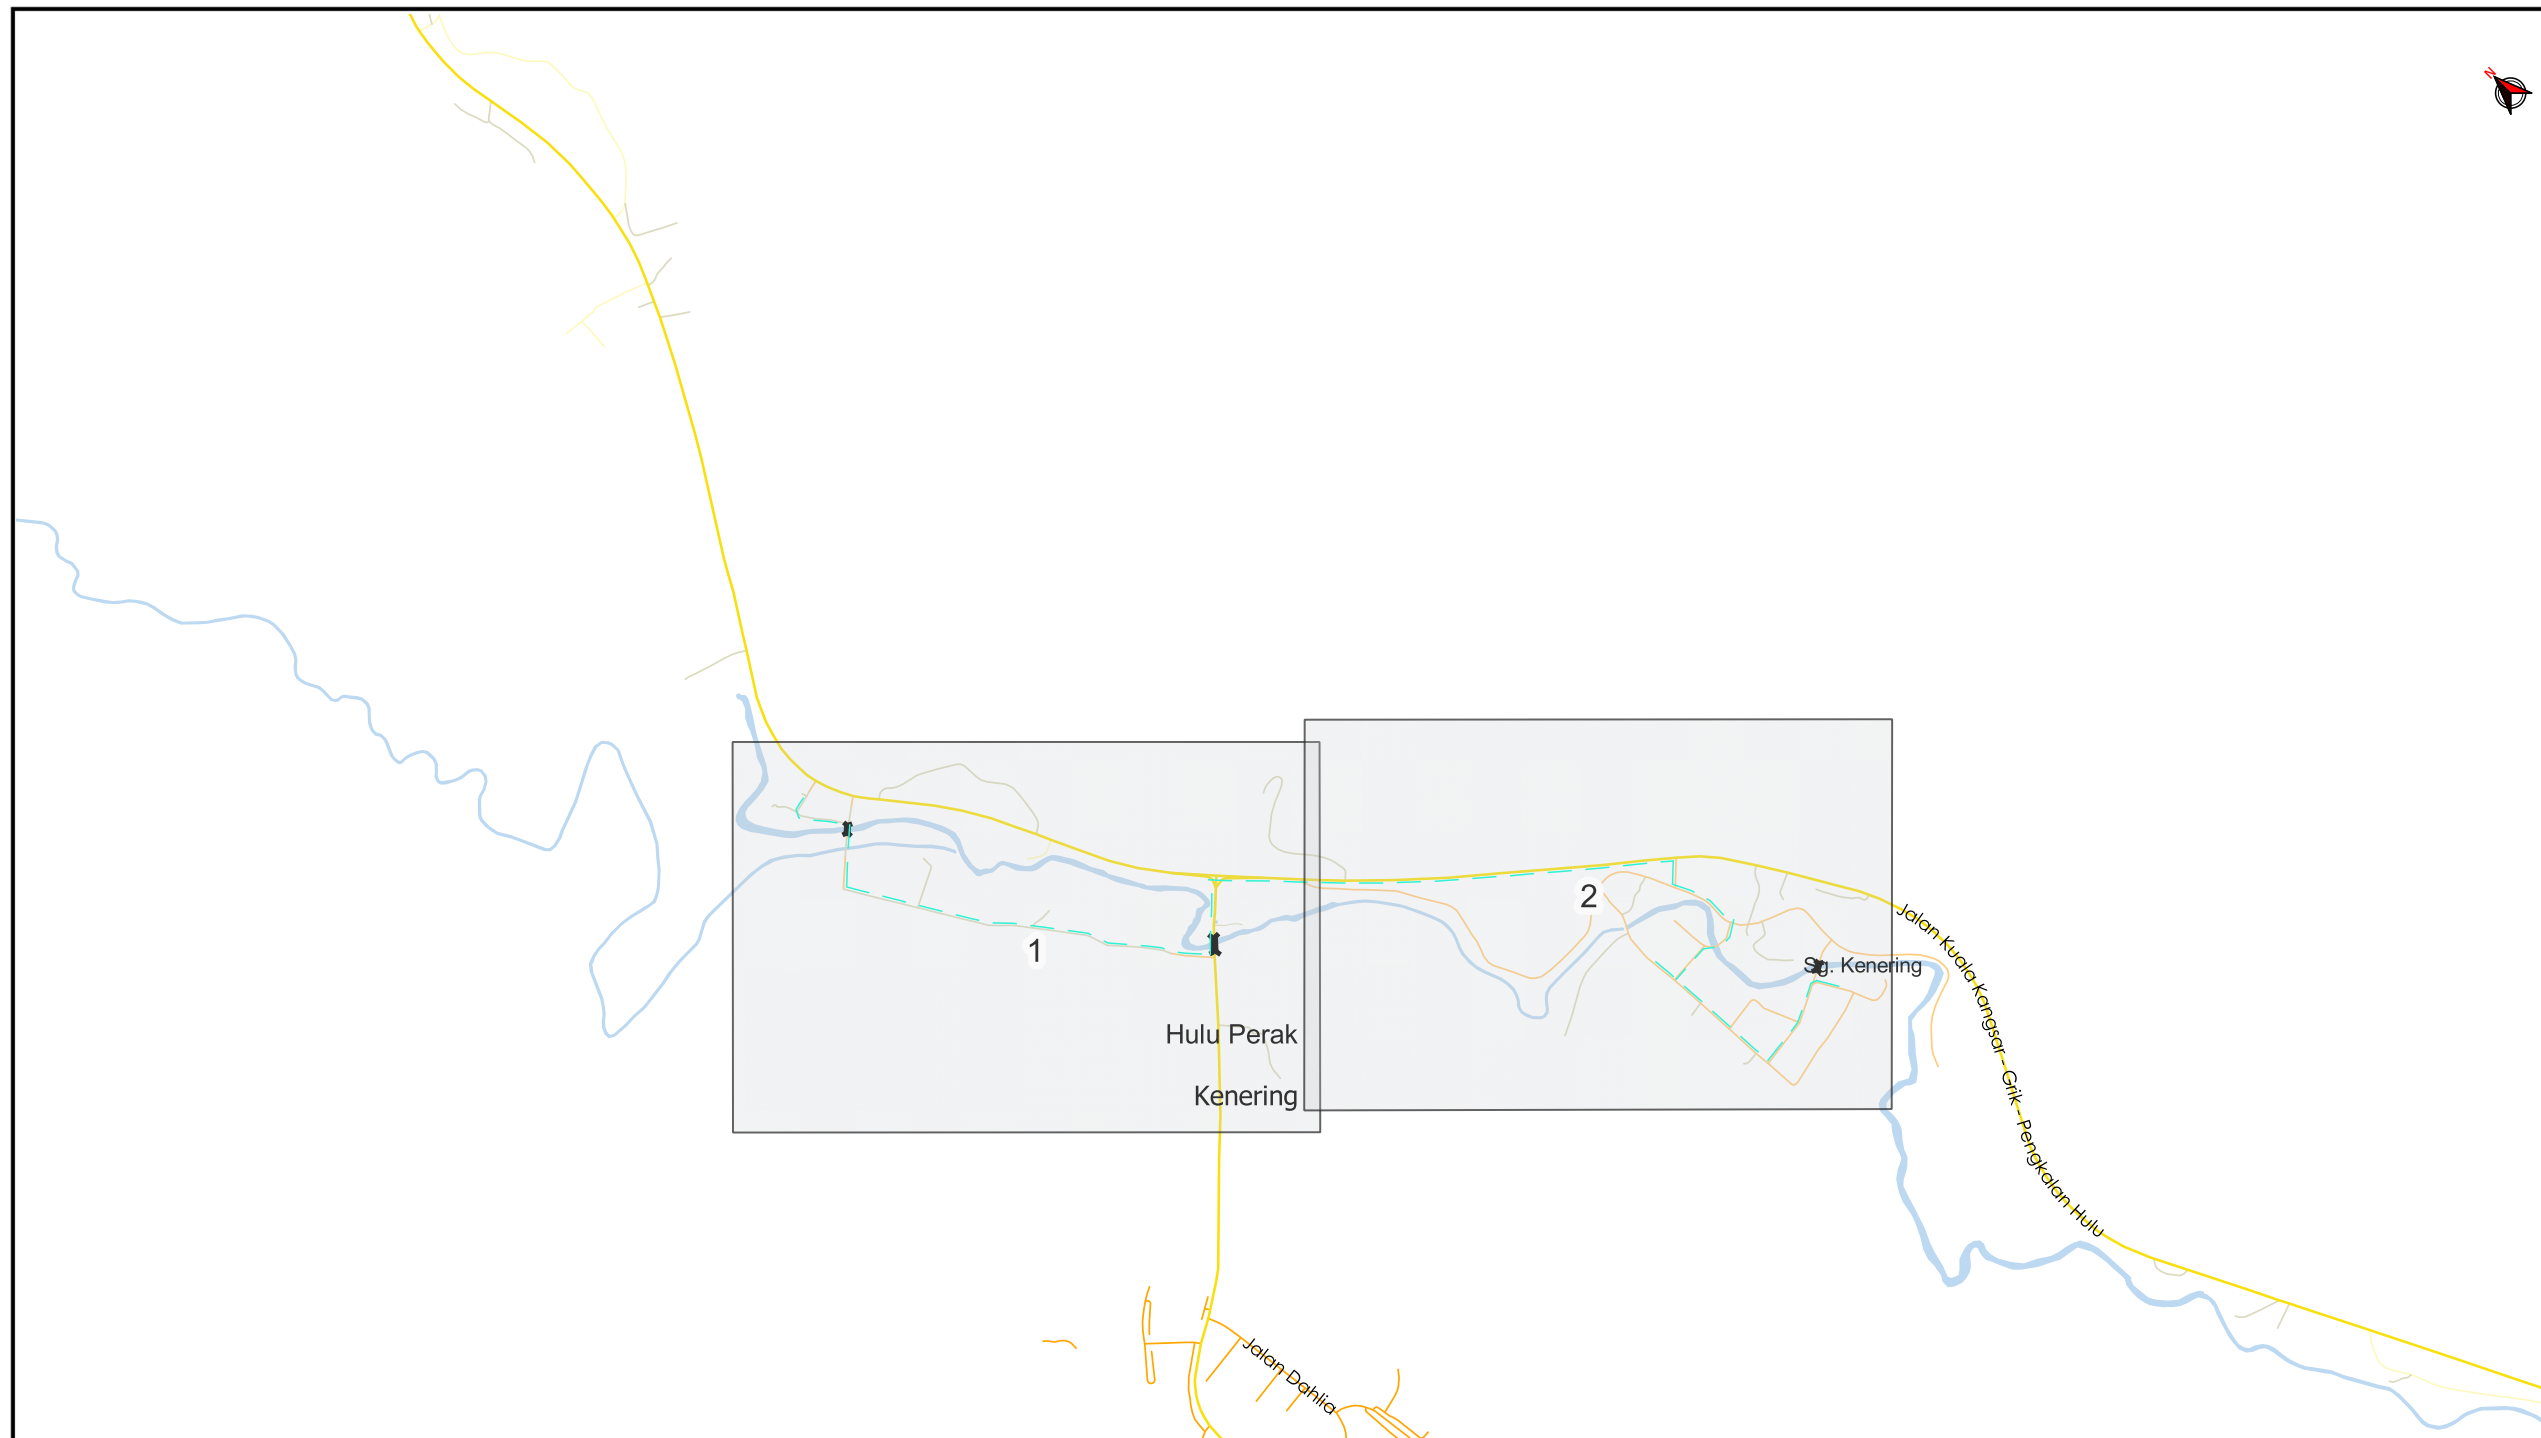 N
2
Jalan Kuala Kangsar - Grik - Pengkalan Hulu
1
Sg. Kenering
Hulu Perak
Kenering
Jalan Dahlia